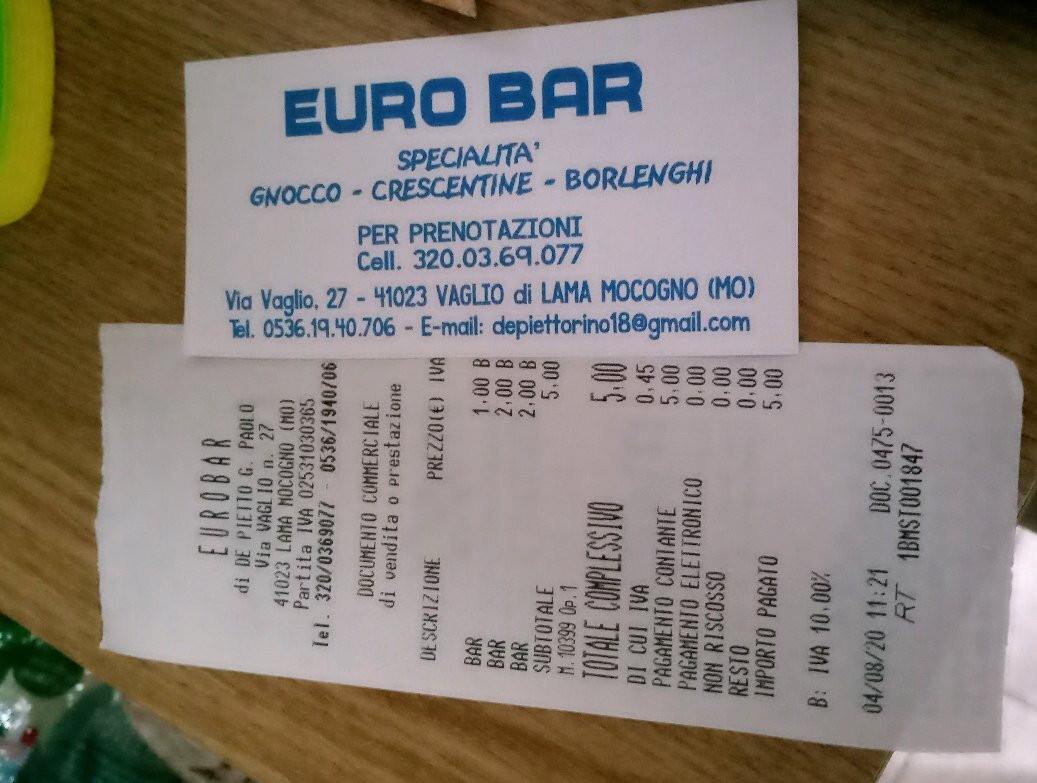 EURO BAR
SPECIALITA'
GNOCCO - CRESCENTINE - BORLENGHI
PER PRENOTAZIONI
Cell. 320.03.69.077
Via Vaglio, 27 - 41023 VAGLIO di LAMA MOCOGNO (MO)
Tel. 0536.19.40.706 - E-mail: depiettorino18@gmail.com
EUROBAR
di DE PIETTO G. PAOLO
Via VAGLIO n. 27
41023 LAMA MOCOGNO (MO)
Partita IVA 02531030365
Tel. 320/0369077 - 0536/1940706
DOCUMENTO COMMERCIALE
di vendita o prestazione
DESCRIZIONE PREZZO(€) IVA
BAR 1,00 B
BAR 2,00 B
BAR 2,00 B
SUBTOTALE 5,00
M. 10399 Op.1
TOTALE COMPLESSIVO 5,00
DI CUI IVA 0,45
PAGAMENTO CONTANTE 5,00
PAGAMENTO ELETTRONICO 0,00
NON RISCOSSO 0,00
RESTO 0,00
IMPORTO PAGATO 5,00
B: IVA 10.00%
04/08/20 11:21 DOC.0475-0013
RT 1BMST001847